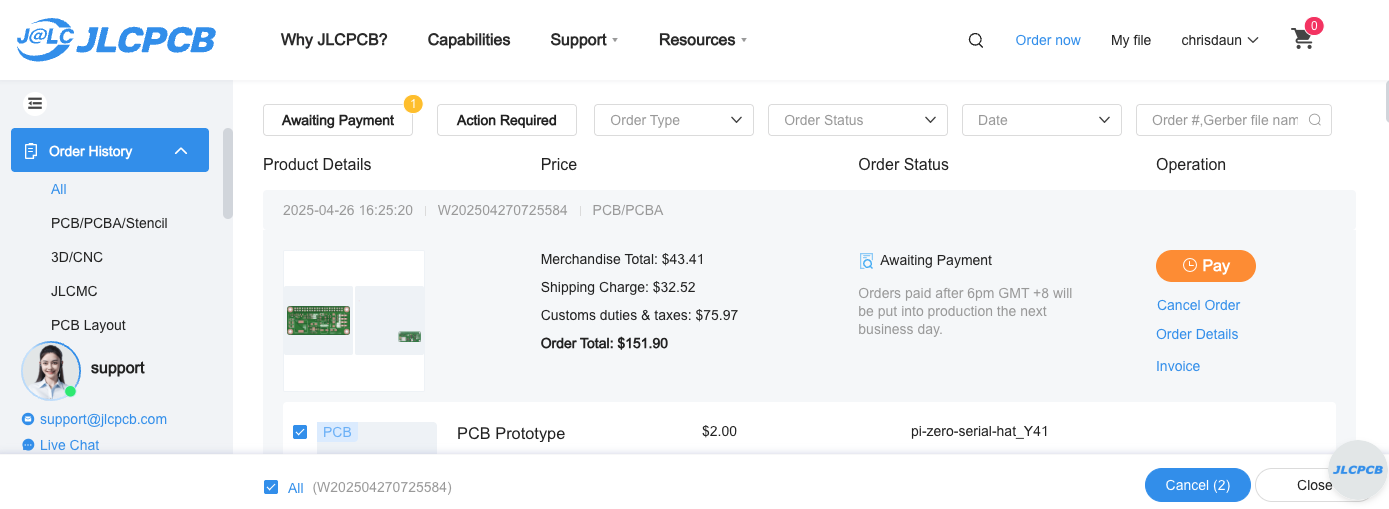 J@LC JLCPCB
Why JLCPCB? Capabilities Support Resources Order now My file chrisdaun 0
Order History
All
PCB/PCBA/Stencil
3D/CNC
JLCMC
PCB Layout
support
support@jlcpcb.com
Live Chat
Awaiting Payment 1 Action Required Order Type Order Status Date Order #,Gerber file nam
Product Details Price Order Status Operation
2025-04-26 16:25:20 W202504270725584 PCB/PCBA
Merchandise Total: $43.41
Shipping Charge: $32.52
Customs duties & taxes: $75.97
Order Total: $151.90
Awaiting Payment
Orders paid after 6pm GMT +8 will
be put into production the next
business day.
Pay
Cancel Order
Order Details
Invoice
PCB PCB Prototype $2.00 pi-zero-serial-hat_Y41
All (W202504270725584) Cancel (2) Close
JLCPCB